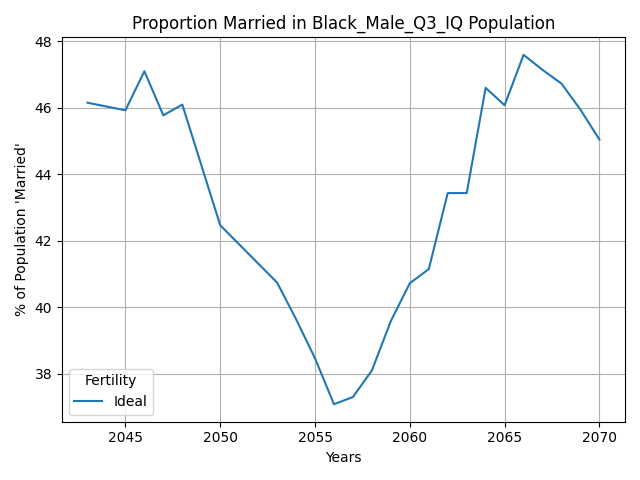 Proportion Married in Black_Male_Q3_IQ Population
% of Population 'Married'
48
46
44
42
40
38
Fertility
Ideal
2045 2050 2055 2060 2065 2070
Years